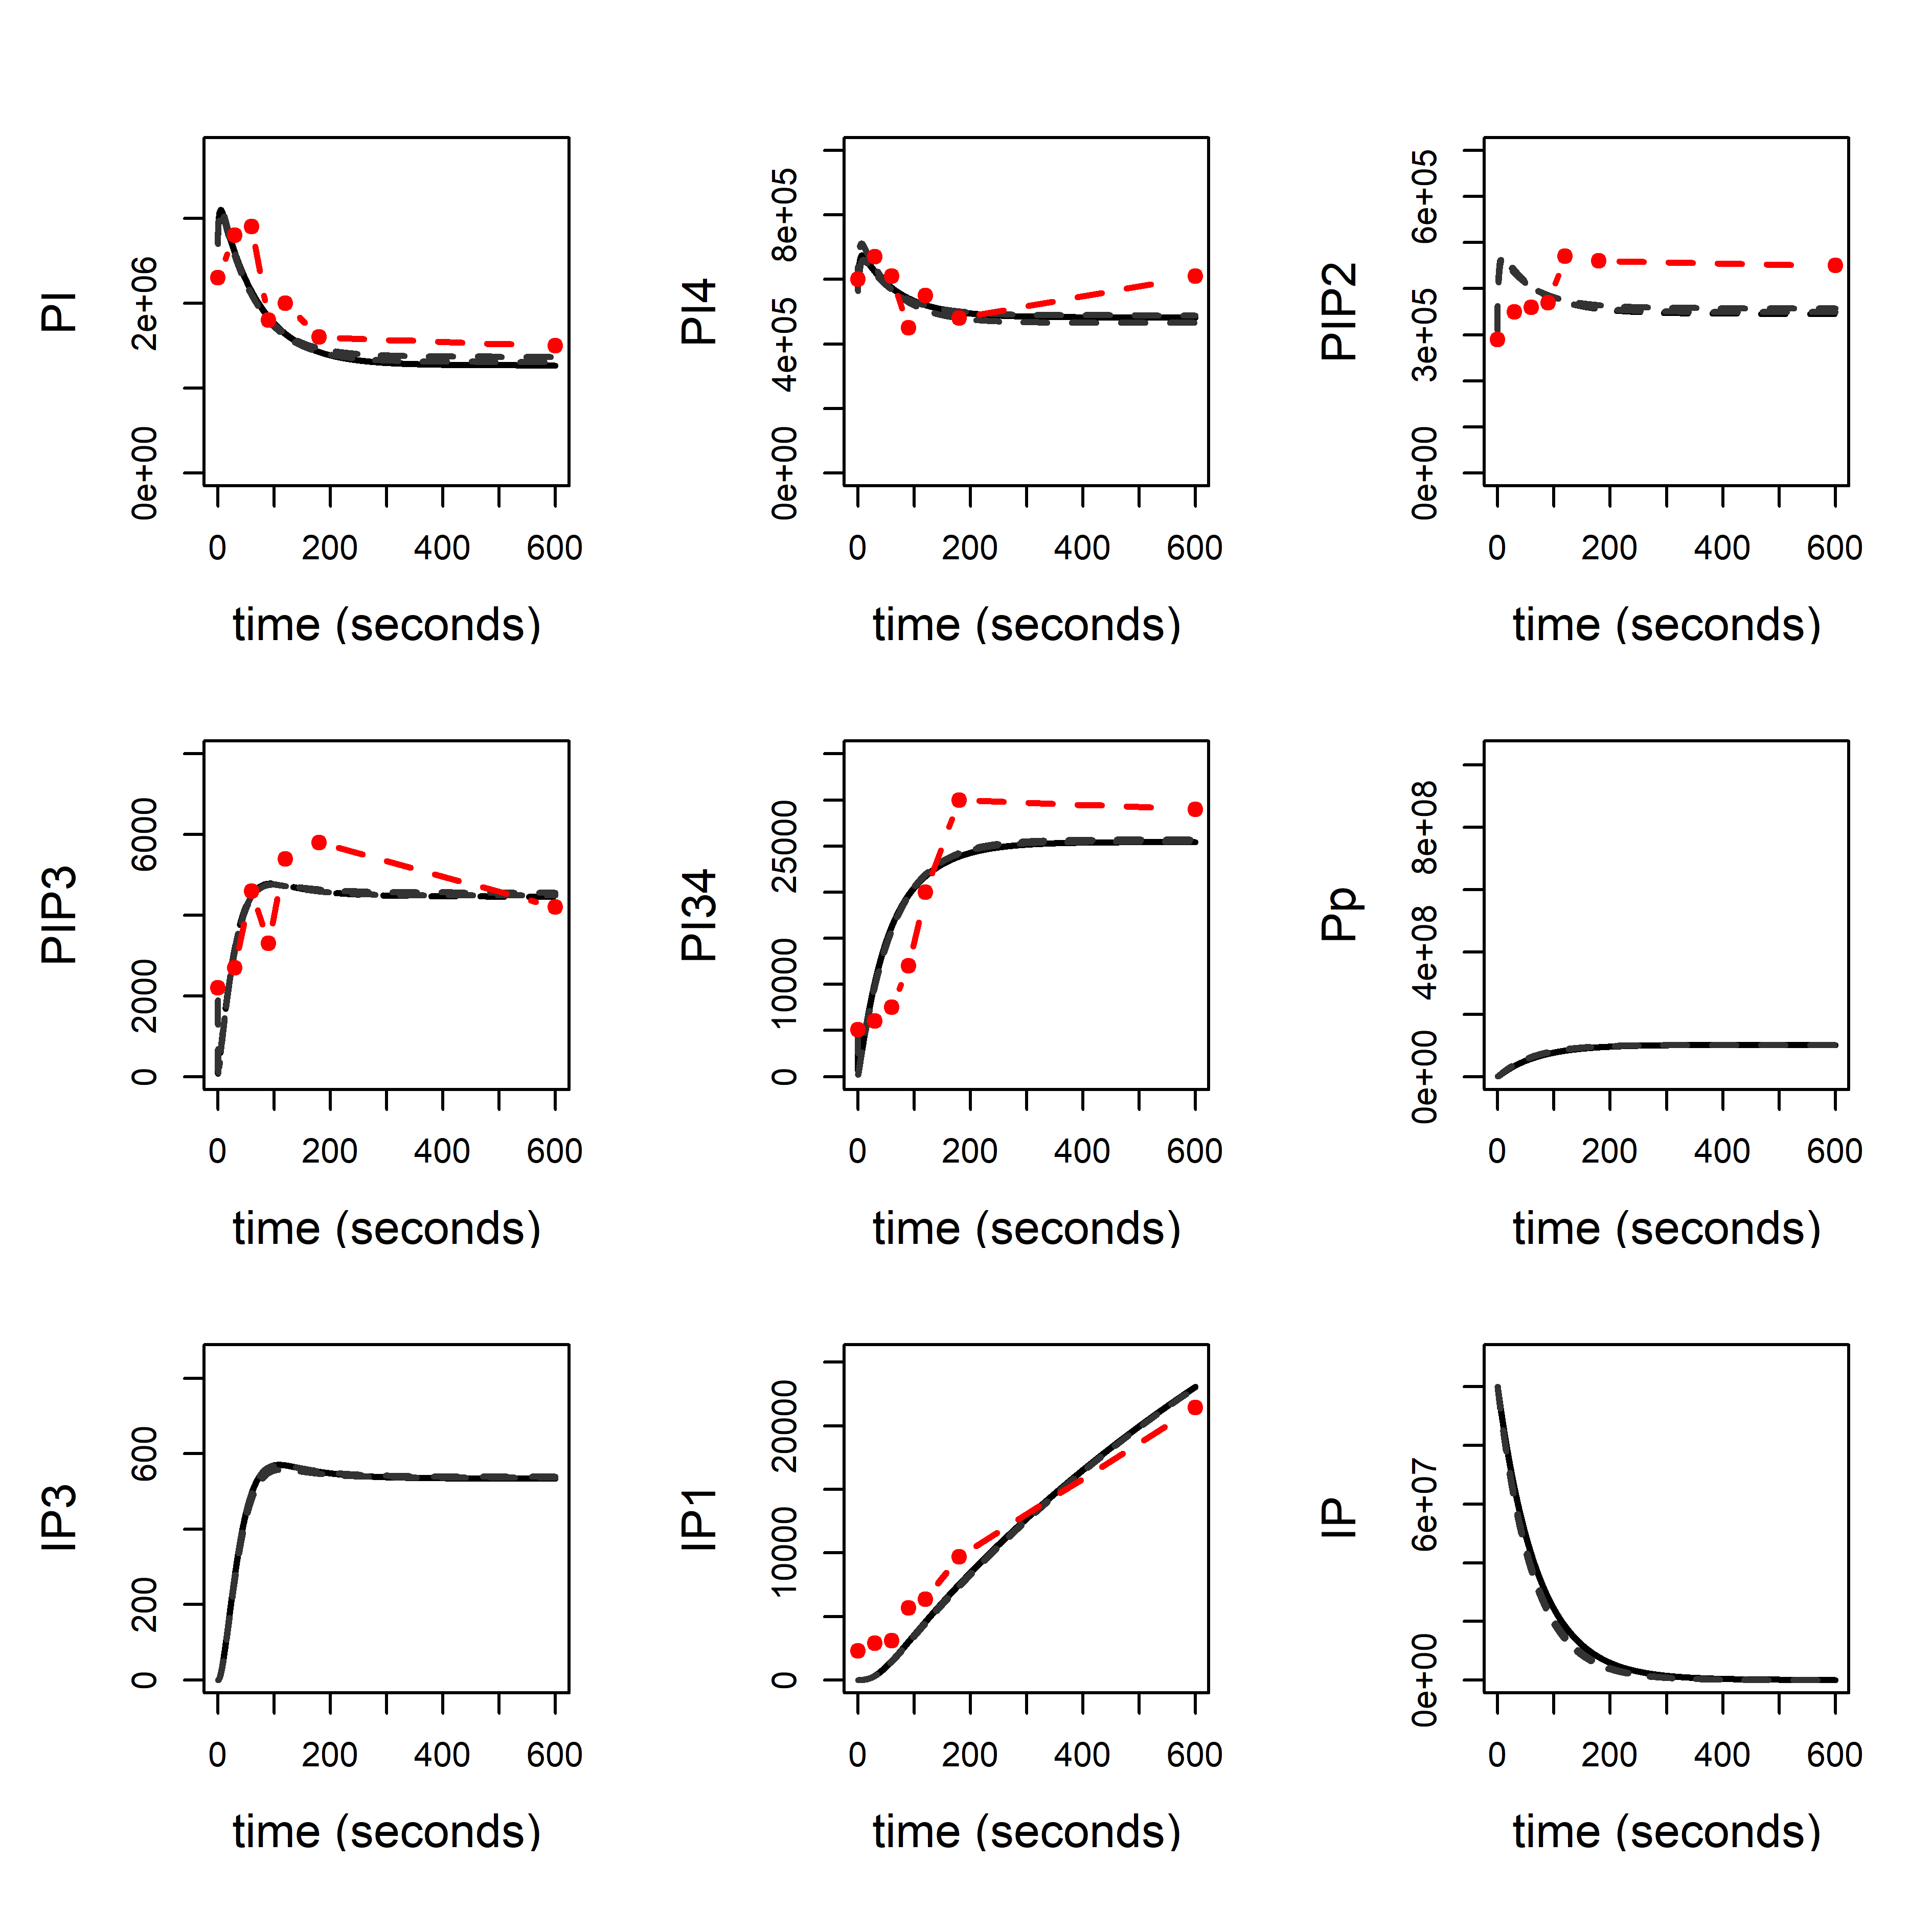 PI
0e+00 2e+06
0 200 400 600
time (seconds)
PI4
0e+00 4e+05 8e+05
0 200 400 600
time (seconds)
PIP2
0e+00 3e+05 6e+05
0 200 400 600
time (seconds)
PIP3
0 2000 6000
0 200 400 600
time (seconds)
PI34
0 10000 25000
0 200 400 600
time (seconds)
Pp
0e+00 4e+08 8e+08
0 200 400 600
time (seconds)
IP3
0 200 600
0 200 400 600
time (seconds)
IP1
0 10000 20000
0 200 400 600
time (seconds)
IP
0e+00 6e+07
0 200 400 600
time (seconds)